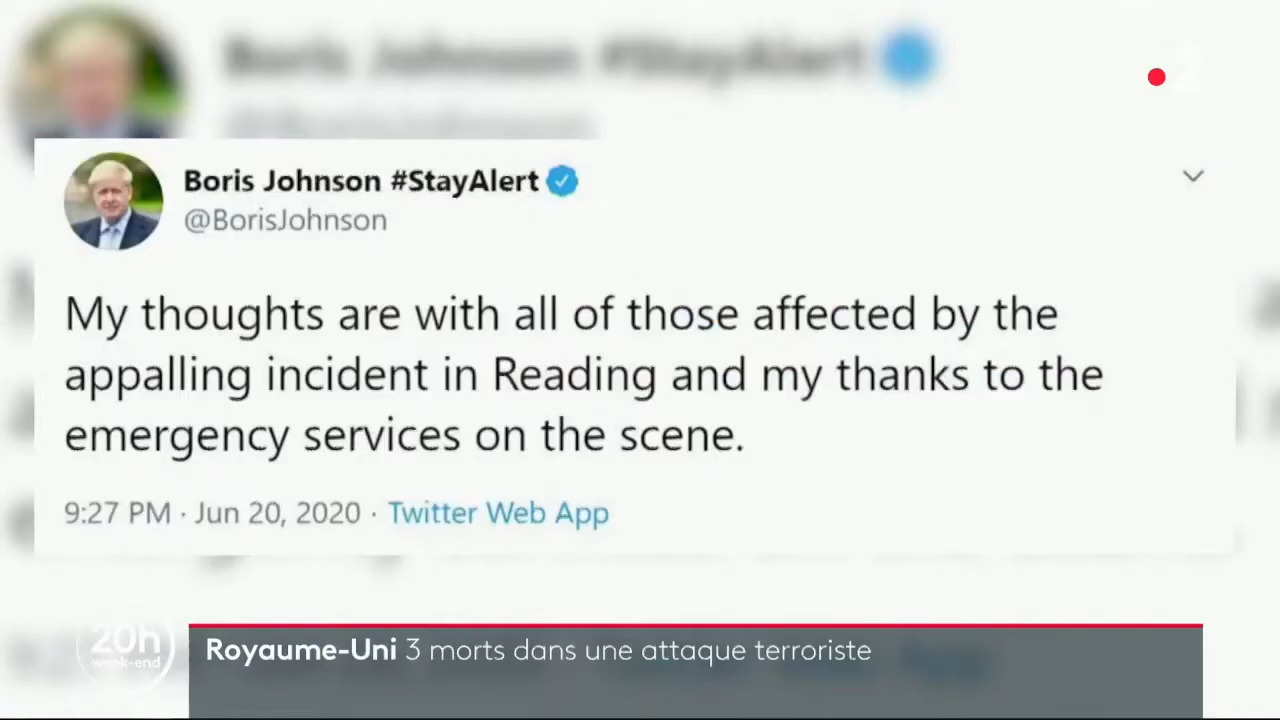 Boris Johnson #StayAlert
Boris Johnson #StayAlert
@BorisJohnson
My thoughts are with all of those affected by the
appalling incident in Reading and my thanks to the
emergency services on the scene.
9:27 PM · Jun 20, 2020 · Twitter Web App
20h
week-end
Royaume-Uni 3 morts dans une attaque terroriste